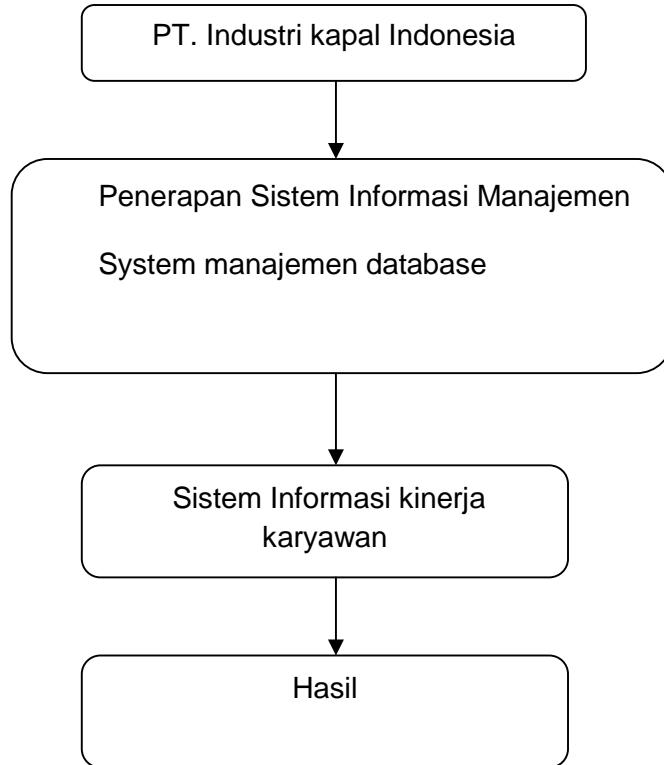 PT. Industri kapal Indonesia
Penerapan Sistem Informasi Manajemen
System manajemen database
Sistem Informasi kinerja
karyawan
Hasil